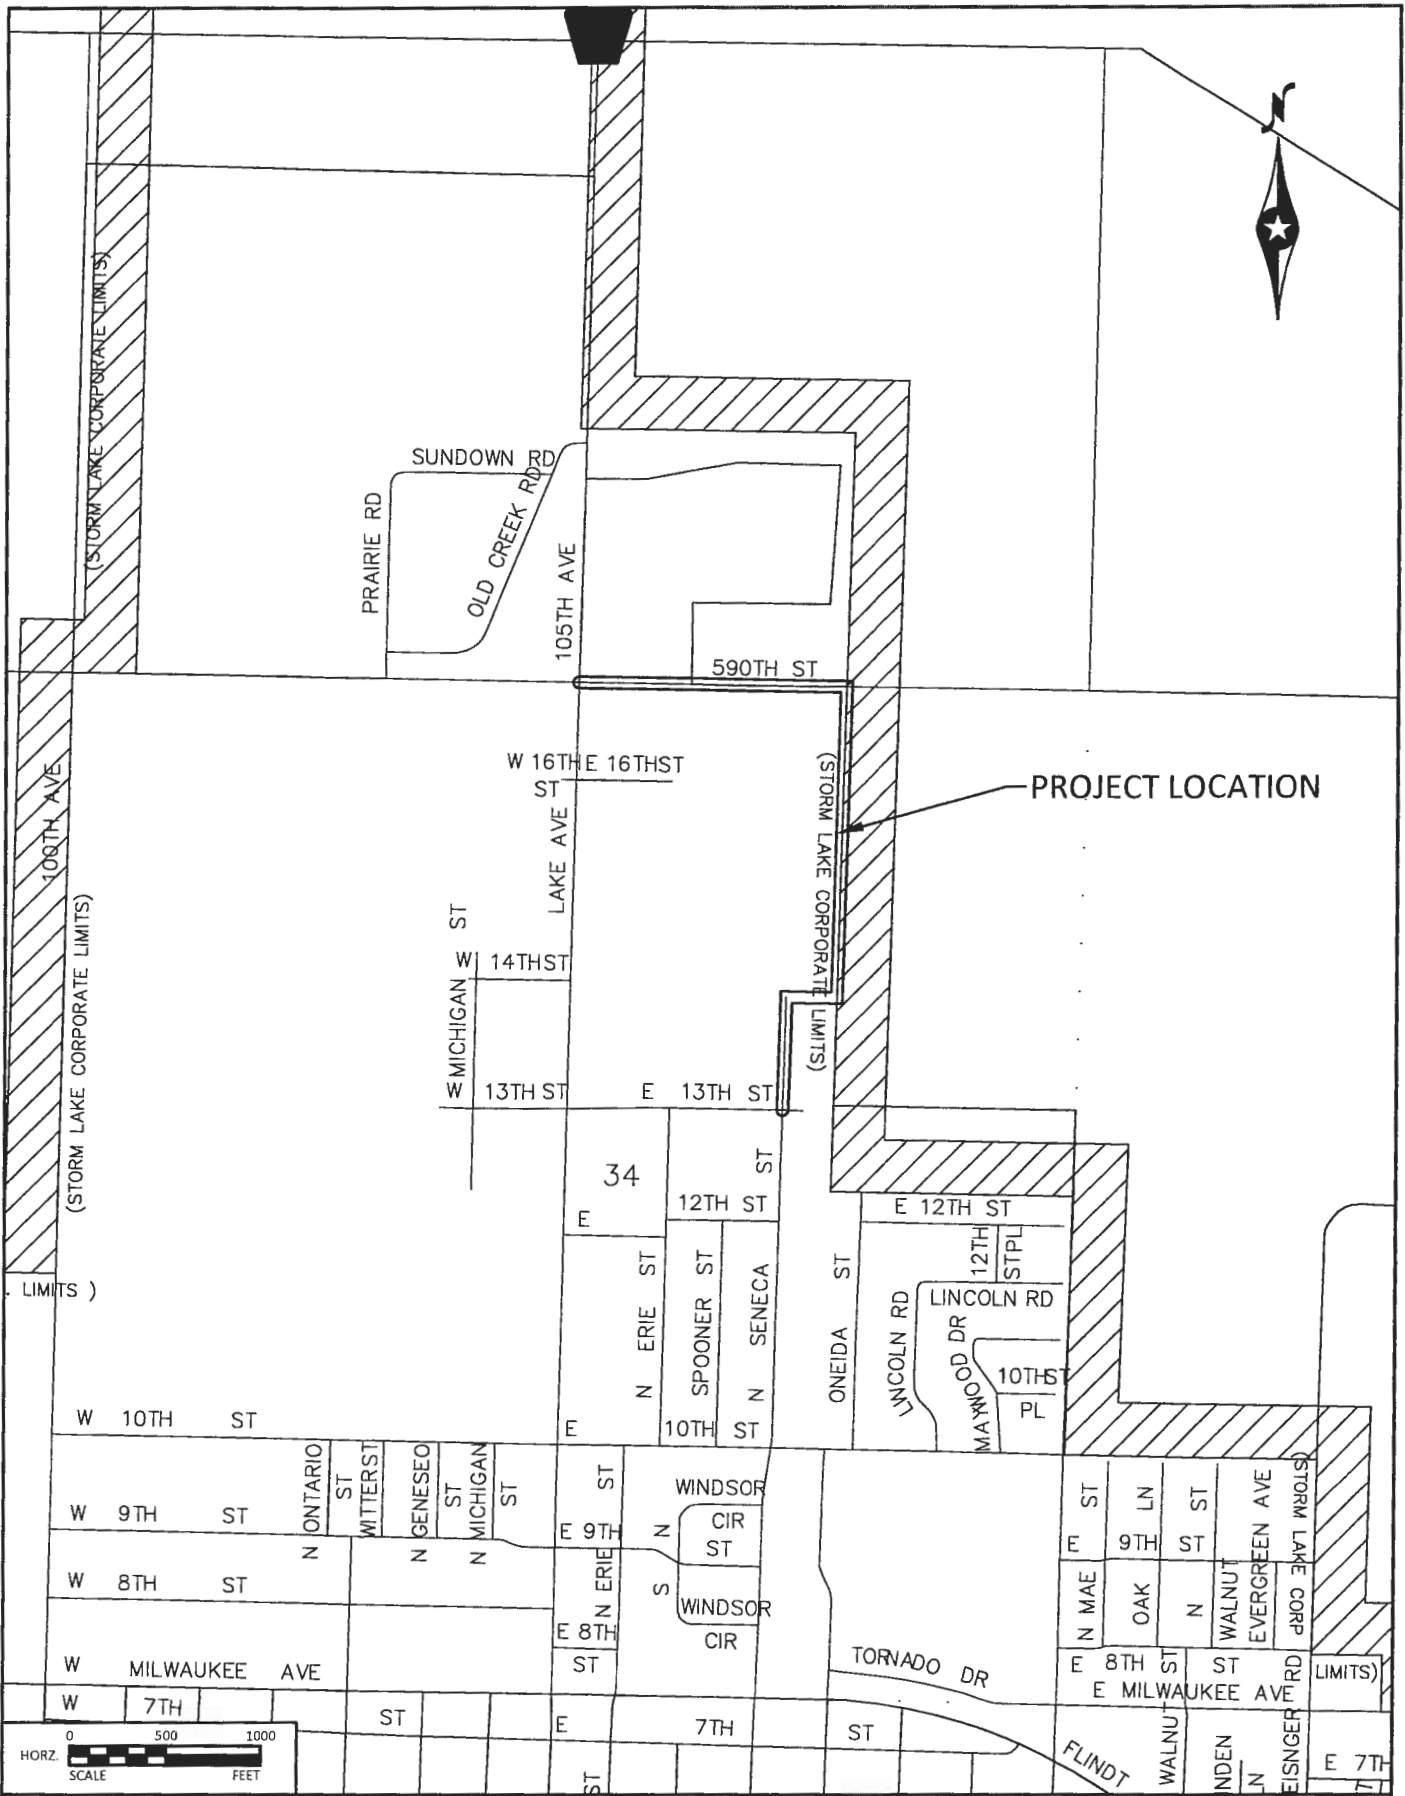 N
(STORM LAKE CORPORATE LIMITS)
SUNDOWN RD
PRAIRIE RD
OLD CREEK RD
105TH AVE
590TH ST
W 16TH
ST
E 16TH ST
100TH AVE
LAKE AVE
(STORM LAKE CORPORATE LIMITS)
PROJECT LOCATION
(STORM LAKE CORPORATE LIMITS)
W 14TH ST
W MICHIGAN ST
W 13TH ST
E 13TH ST
34
E 12TH ST
E 12TH ST
12TH
ST PL
. LIMITS )
N ERIE ST
SPOONER ST
N SENECA ST
ONEIDA ST
LINCOLN RD
LINCOLN RD
MAYWOOD DR
10TH ST
PL
W 10TH ST
E 10TH ST
N ONTARIO ST
WITTER ST
N GENESEO ST
N MICHIGAN ST
W 9TH ST
E 9TH ST
N ERIE ST
N
S
WINDSOR
CIR
WINDSOR
CIR
N MAE ST
OAK LN
N WALNUT ST
EVERGREEN AVE
(STORM LAKE CORP
LIMITS)
E 9TH ST
W 8TH ST
E 8TH
ST
E 8TH ST
W MILWAUKEE AVE
TORNADO DR
E MILWAUKEE AVE
W 7TH ST
E 7TH ST
FLINDT
WALNUT ST
NDEN
LN
EISNGER RD
E 7TH
ST
HORZ.
0 500 1000
SCALE FEET